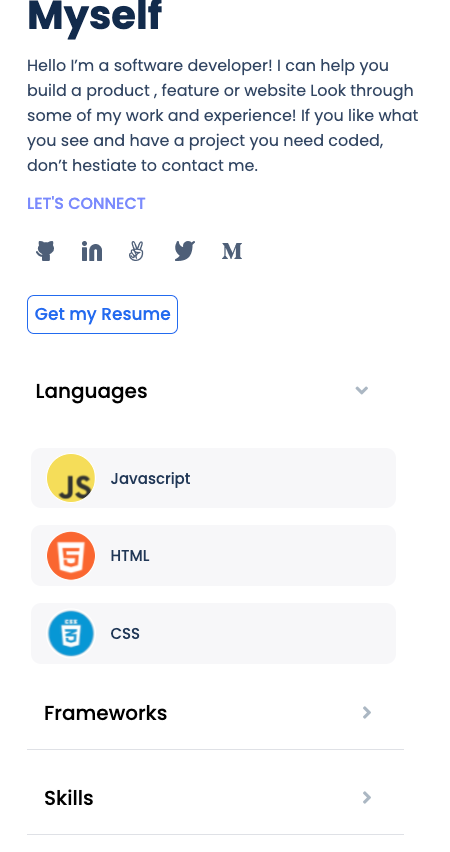 Myself
Hello I’m a software developer! I can help you
build a product , feature or website Look through
some of my work and experience! If you like what
you see and have a project you need coded,
don’t hestiate to contact me.
LET'S CONNECT
in
M
Get my Resume
Languages
JS
Javascript
5
HTML
CSS
3
CSS
Frameworks
Skills